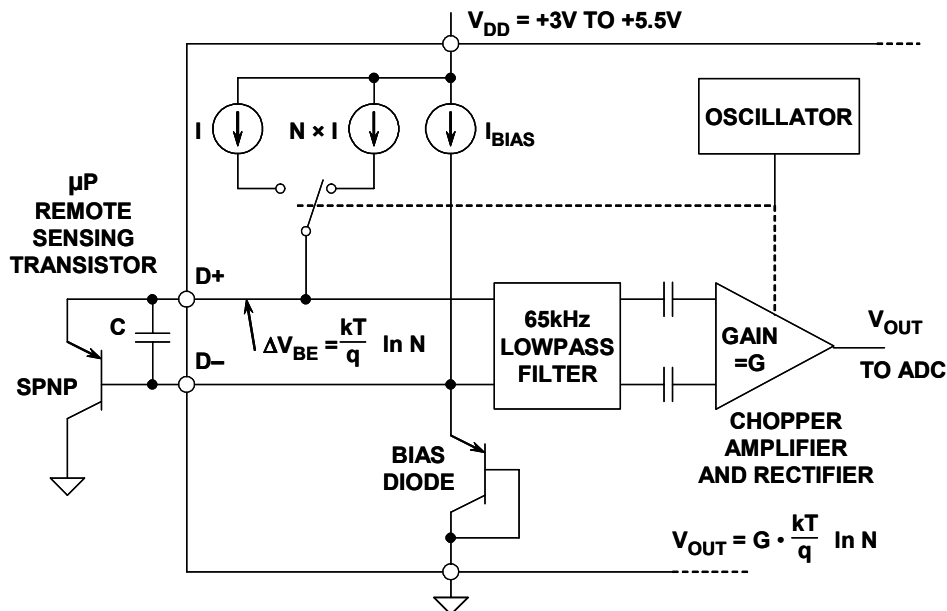 V_DD = +3V TO +5.5V
OSCILLATOR
I
N × I
I_BIAS
µP
REMOTE
SENSING
TRANSISTOR
D+
C
D–
SPNP
ΔV_BE = kT/q ln N
65kHz
LOWPASS
FILTER
GAIN
=G
V_OUT
TO ADC
CHOPPER
AMPLIFIER
AND RECTIFIER
BIAS
DIODE
V_OUT = G • kT/q ln N